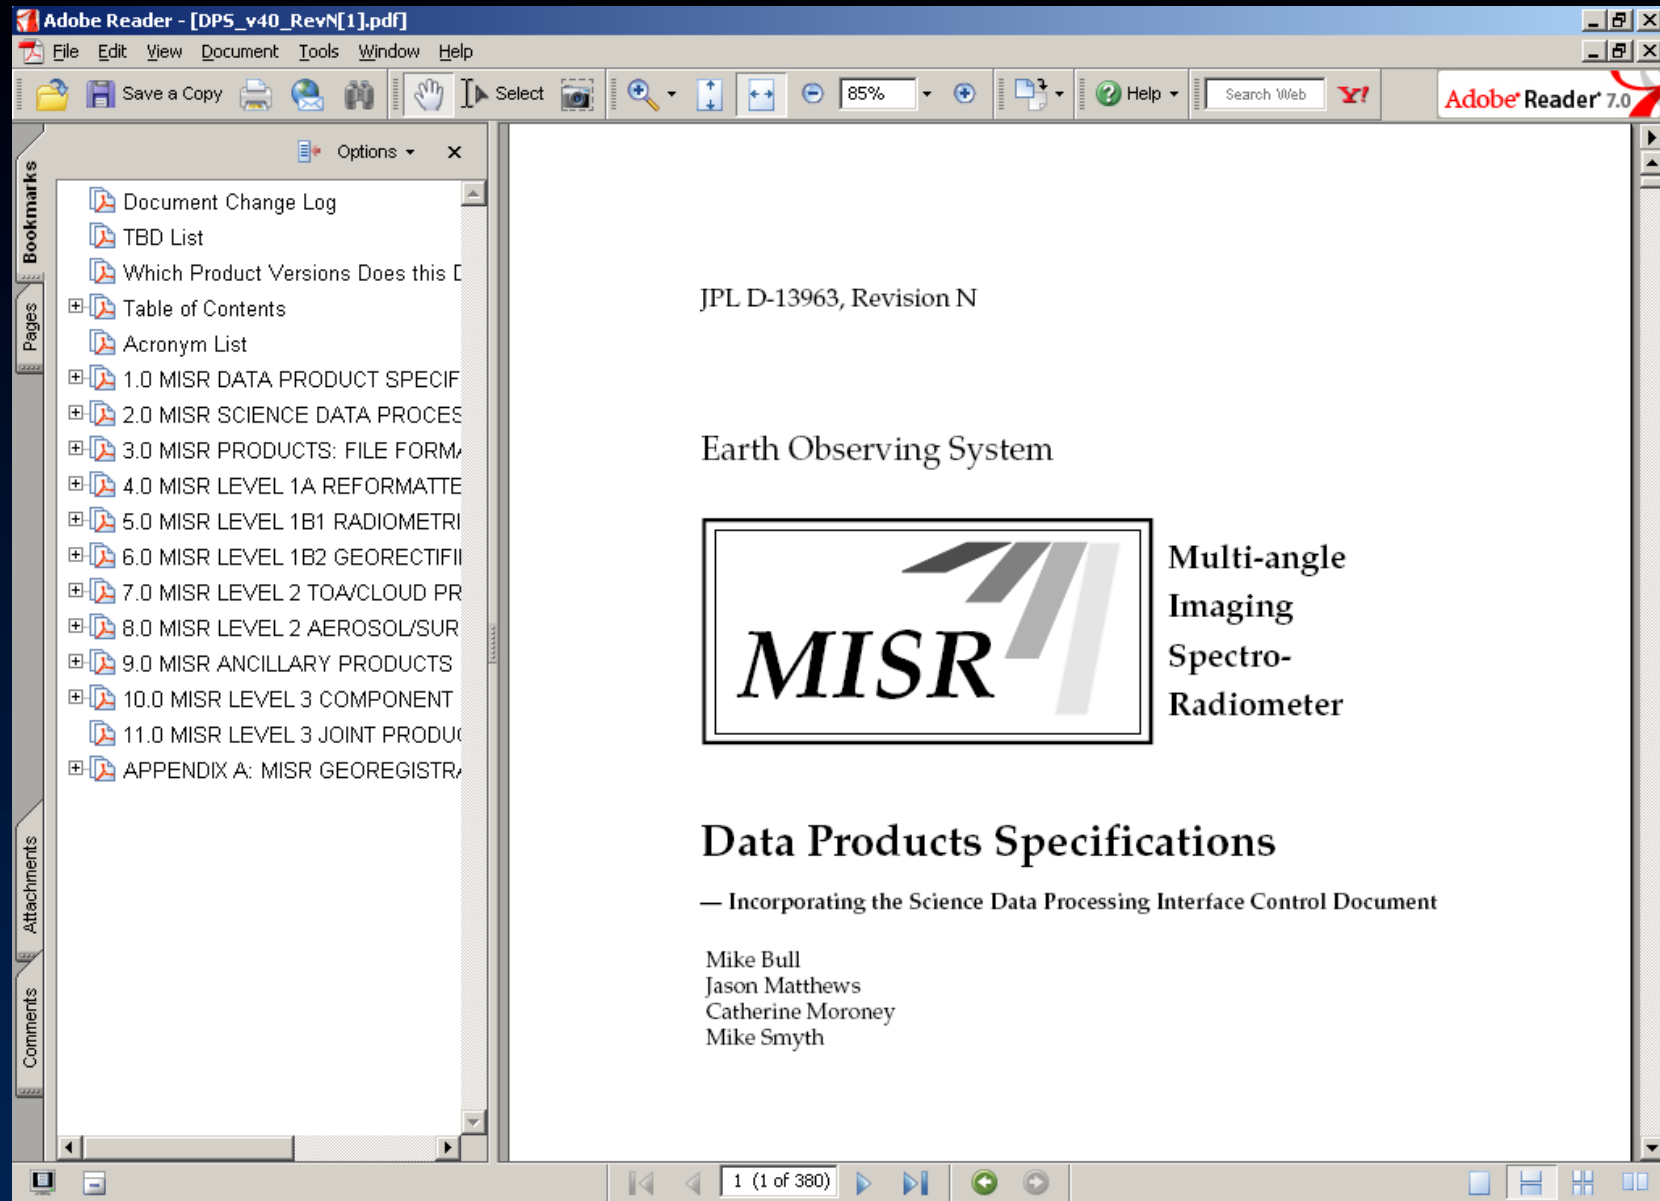 Adobe Reader - [DPS_v40_RevN[1].pdf]
File Edit View Document Tools Window Help
Save a Copy Select 85% Help Search Web Y! Adobe Reader 7.0
Options
Bookmarks
Pages
Attachments
Comments
Document Change Log
TBD List
Which Product Versions Does this D
Table of Contents
Acronym List
1.0 MISR DATA PRODUCT SPECIF
2.0 MISR SCIENCE DATA PROCES
3.0 MISR PRODUCTS: FILE FORMA
4.0 MISR LEVEL 1A REFORMATTE
5.0 MISR LEVEL 1B1 RADIOMETRI
6.0 MISR LEVEL 1B2 GEORECTIFI
7.0 MISR LEVEL 2 TOA/CLOUD PR
8.0 MISR LEVEL 2 AEROSOL/SUR
9.0 MISR ANCILLARY PRODUCTS
10.0 MISR LEVEL 3 COMPONENT
11.0 MISR LEVEL 3 JOINT PRODUC
APPENDIX A: MISR GEOREGISTRA
JPL D-13963, Revision N
Earth Observing System
MISR
Multi-angle
Imaging
Spectro-
Radiometer
Data Products Specifications
— Incorporating the Science Data Processing Interface Control Document
Mike Bull
Jason Matthews
Catherine Moroney
Mike Smyth
1 (1 of 380)